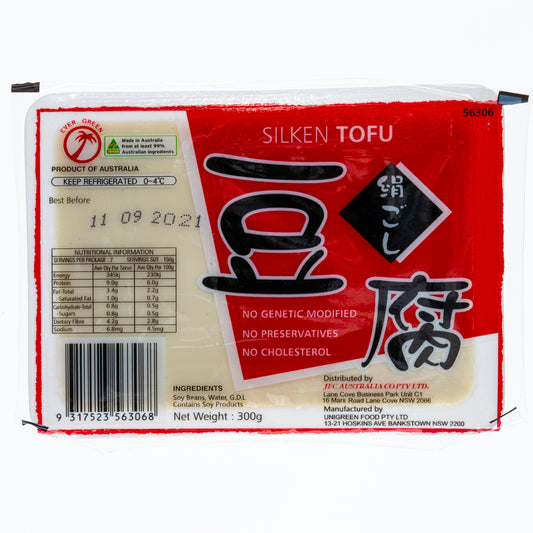 56306
SILKEN TOFU
EVER GREEN
Made in Australia
from at least 99%
Australian ingredients
PRODUCT OF AUSTRALIA
KEEP REFRIGERATED 0~4℃
Best Before
11 09 2021
絹ごし
豆腐
NUTRITIONAL INFORMATION
SERVINGS PER PACKAGE : 2 SERVINGS SIZE 150g
Ave Qty Per Serve Ave Qty Per 100g
Energy 345kj 230kj
Protein 9.0g 6.0g
Fat-Total 3.4g 2.2g
-Saturated Fat 1.0g 0.7g
Carbohydrate-Total 0.8g 0.5g
-Sugars 0.8g 0.5g
Dietary Fibre 4.2g 2.8g
Sodium 6.8mg 4.5mg
NO GENETIC MODIFIED
NO PRESERVATIVES
NO CHOLESTEROL
9 317523 563068
INGREDIENTS
Soy Beans, Water, G.D.L
Contains Soy Products
Net Weight : 300g
Distributed by
JFC AUSTRALIA CO PTY LTD.
Lane Cove Business Park Unit C1
16 Mars Road Lane Cove NSW 2066
Manufactured by
UNIGREEN FOOD PTY LTD
13-21 HOSKINS AVE BANKSTOWN NSW 2200